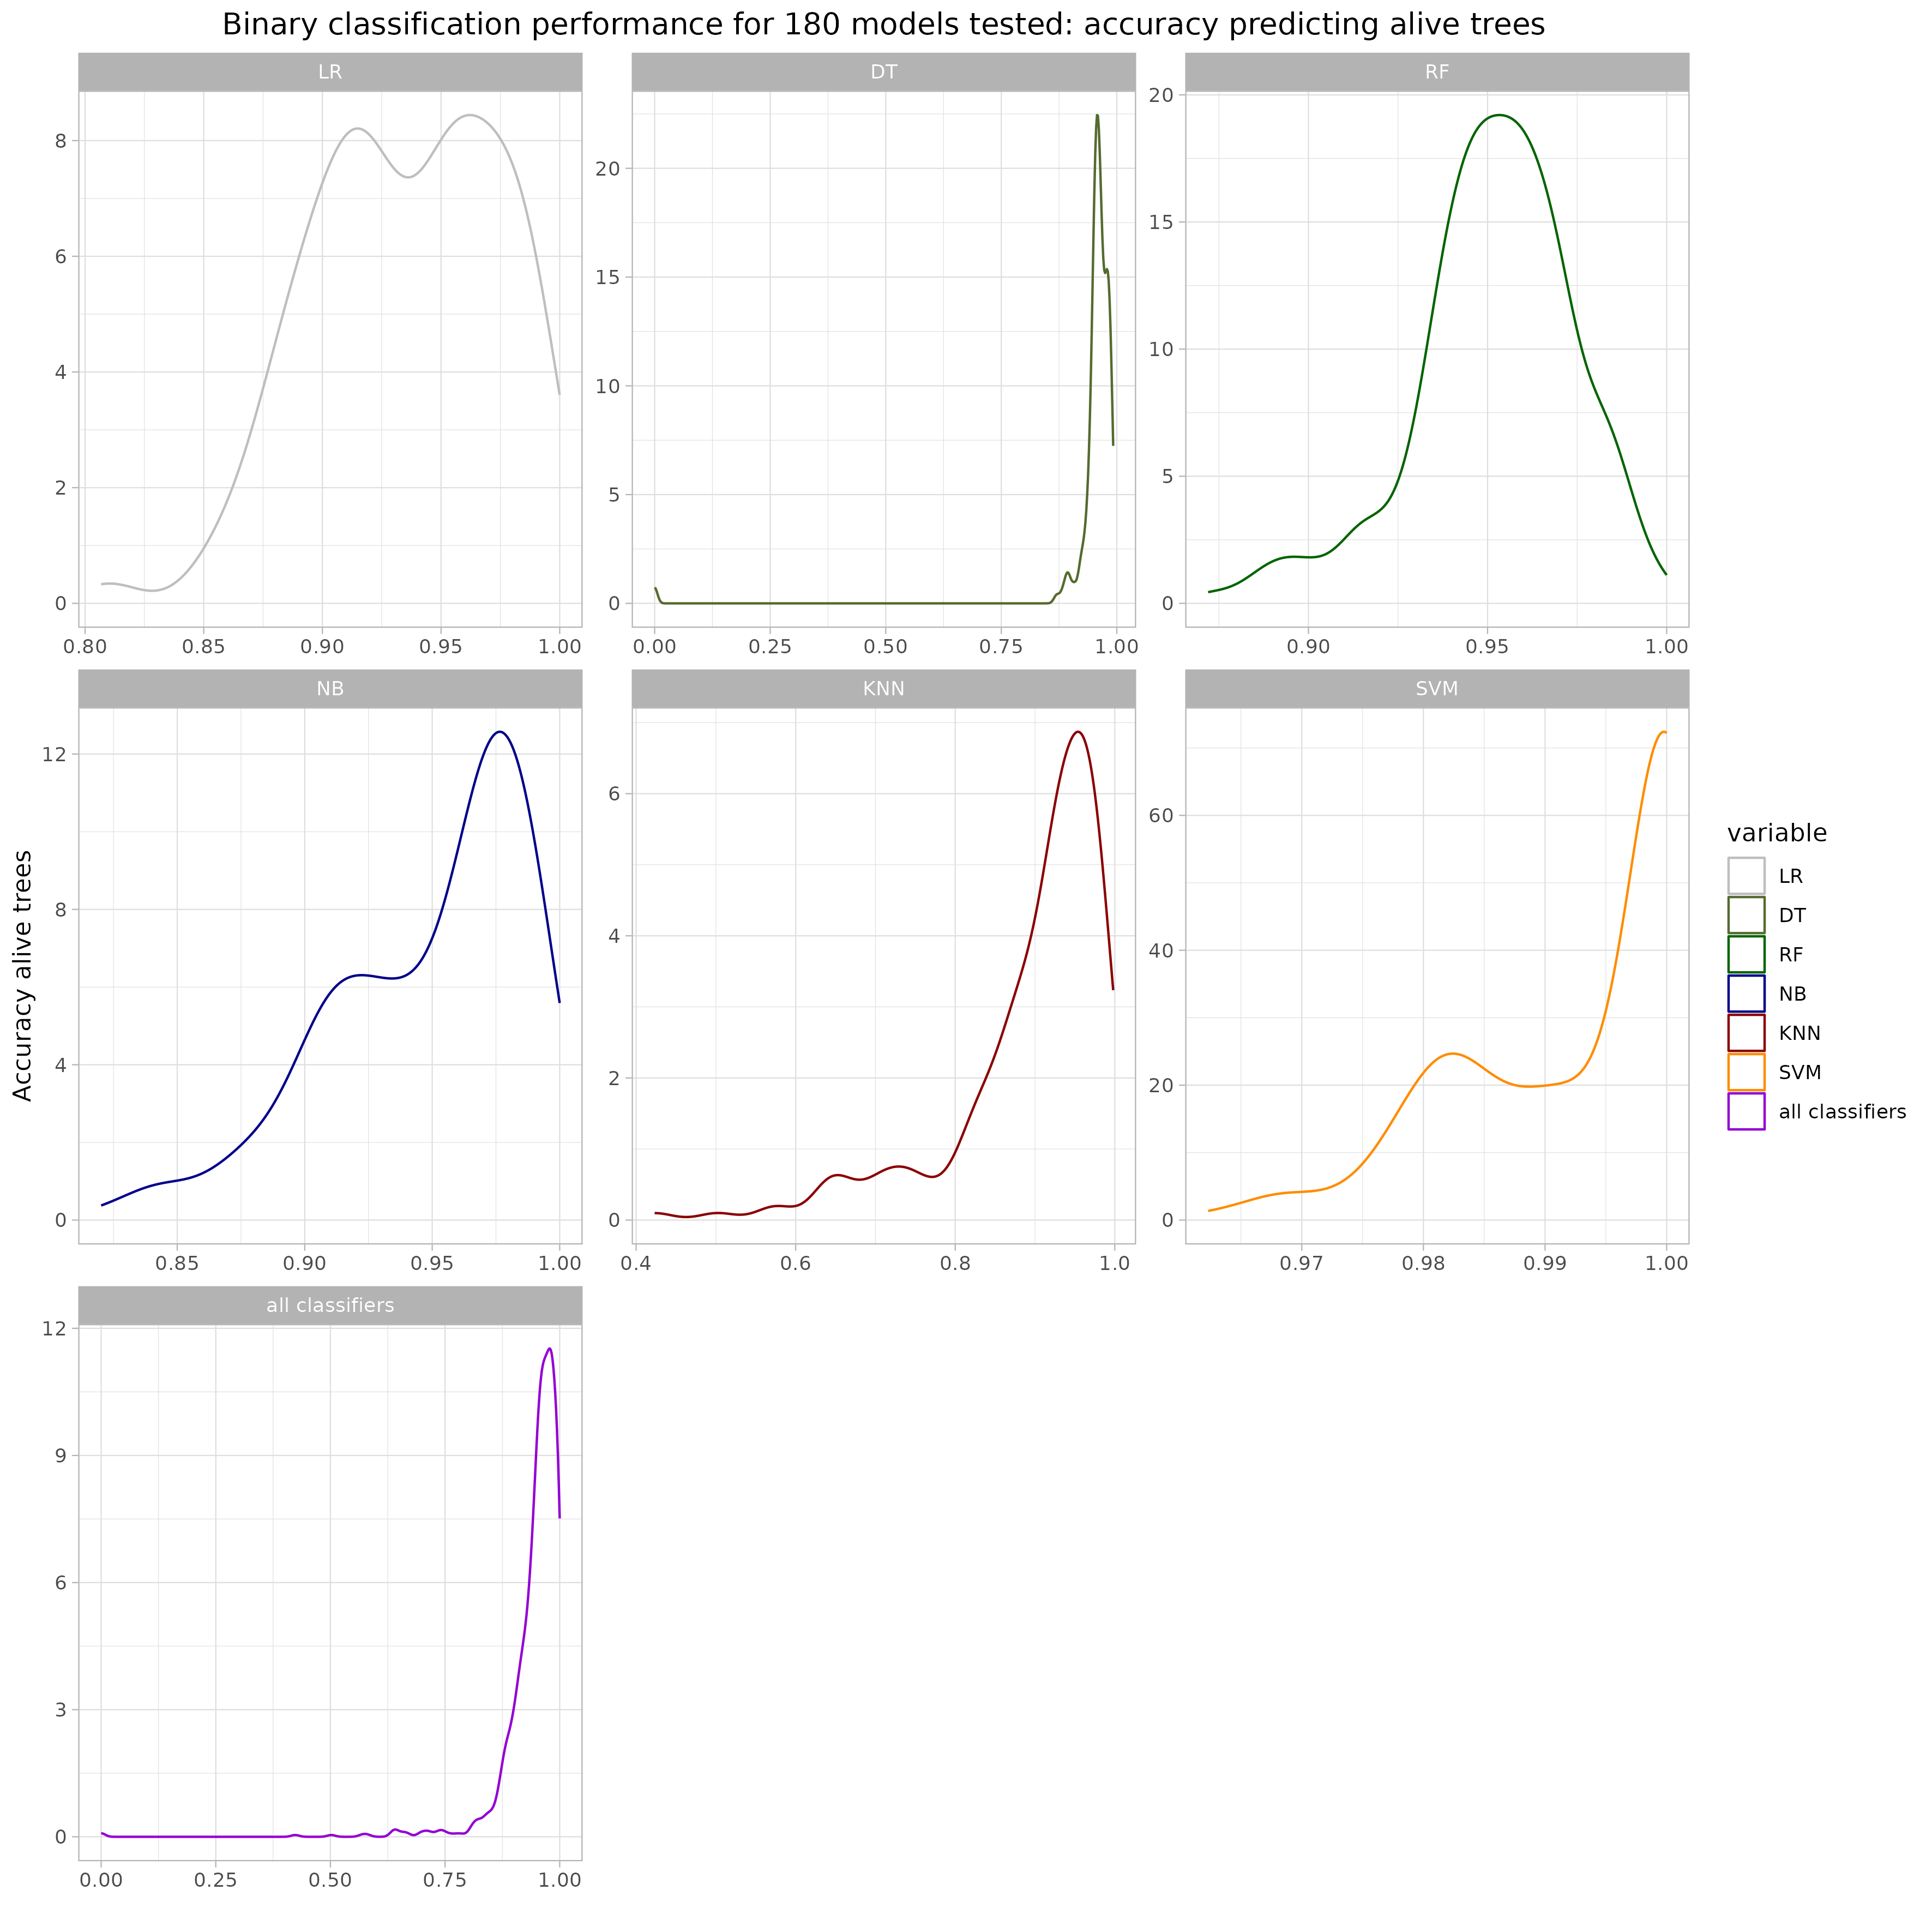 Binary classification performance for 180 models tested: accuracy predicting alive trees
LR
DT
RF
8
6
4
2
0
0.80 0.85 0.90 0.95 1.00
20
15
10
5
0
0.00 0.25 0.50 0.75 1.00
20
15
10
5
0
0.90 0.95 1.00
NB
KNN
SVM
12
8
4
0
0.85 0.90 0.95 1.00
6
4
2
0
0.4 0.6 0.8 1.0
60
40
20
0
0.97 0.98 0.99 1.00
all classifiers
12
9
6
3
0
0.00 0.25 0.50 0.75 1.00
Accuracy alive trees
variable
LR
DT
RF
NB
KNN
SVM
all classifiers